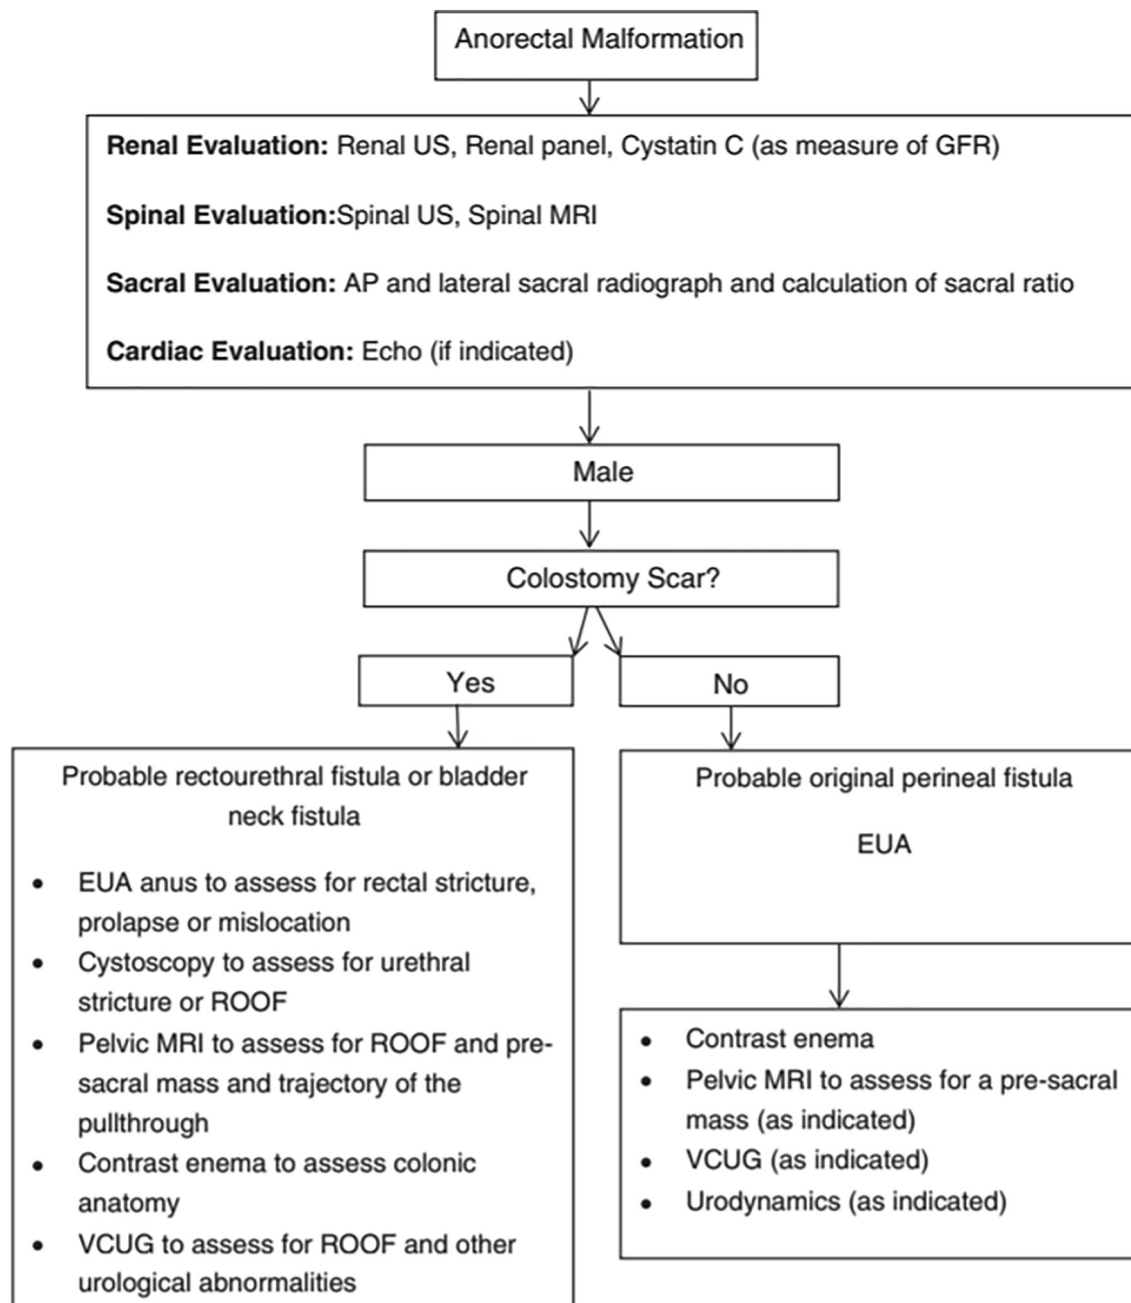 Anorectal Malformation
Renal Evaluation: Renal US, Renal panel, Cystatin C (as measure of GFR)
Spinal Evaluation:Spinal US, Spinal MRI
Sacral Evaluation: AP and lateral sacral radiograph and calculation of sacral ratio
Cardiac Evaluation: Echo (if indicated)
Male
Colostomy Scar?
Yes
No
Probable rectourethral fistula or bladder
neck fistula
• EUA anus to assess for rectal stricture,
prolapse or mislocation
• Cystoscopy to assess for urethral
stricture or ROOF
• Pelvic MRI to assess for ROOF and pre-
sacral mass and trajectory of the
pullthrough
• Contrast enema to assess colonic
anatomy
• VCUG to assess for ROOF and other
urological abnormalities
Probable original perineal fistula
EUA
• Contrast enema
• Pelvic MRI to assess for a pre-sacral
mass (as indicated)
• VCUG (as indicated)
• Urodynamics (as indicated)